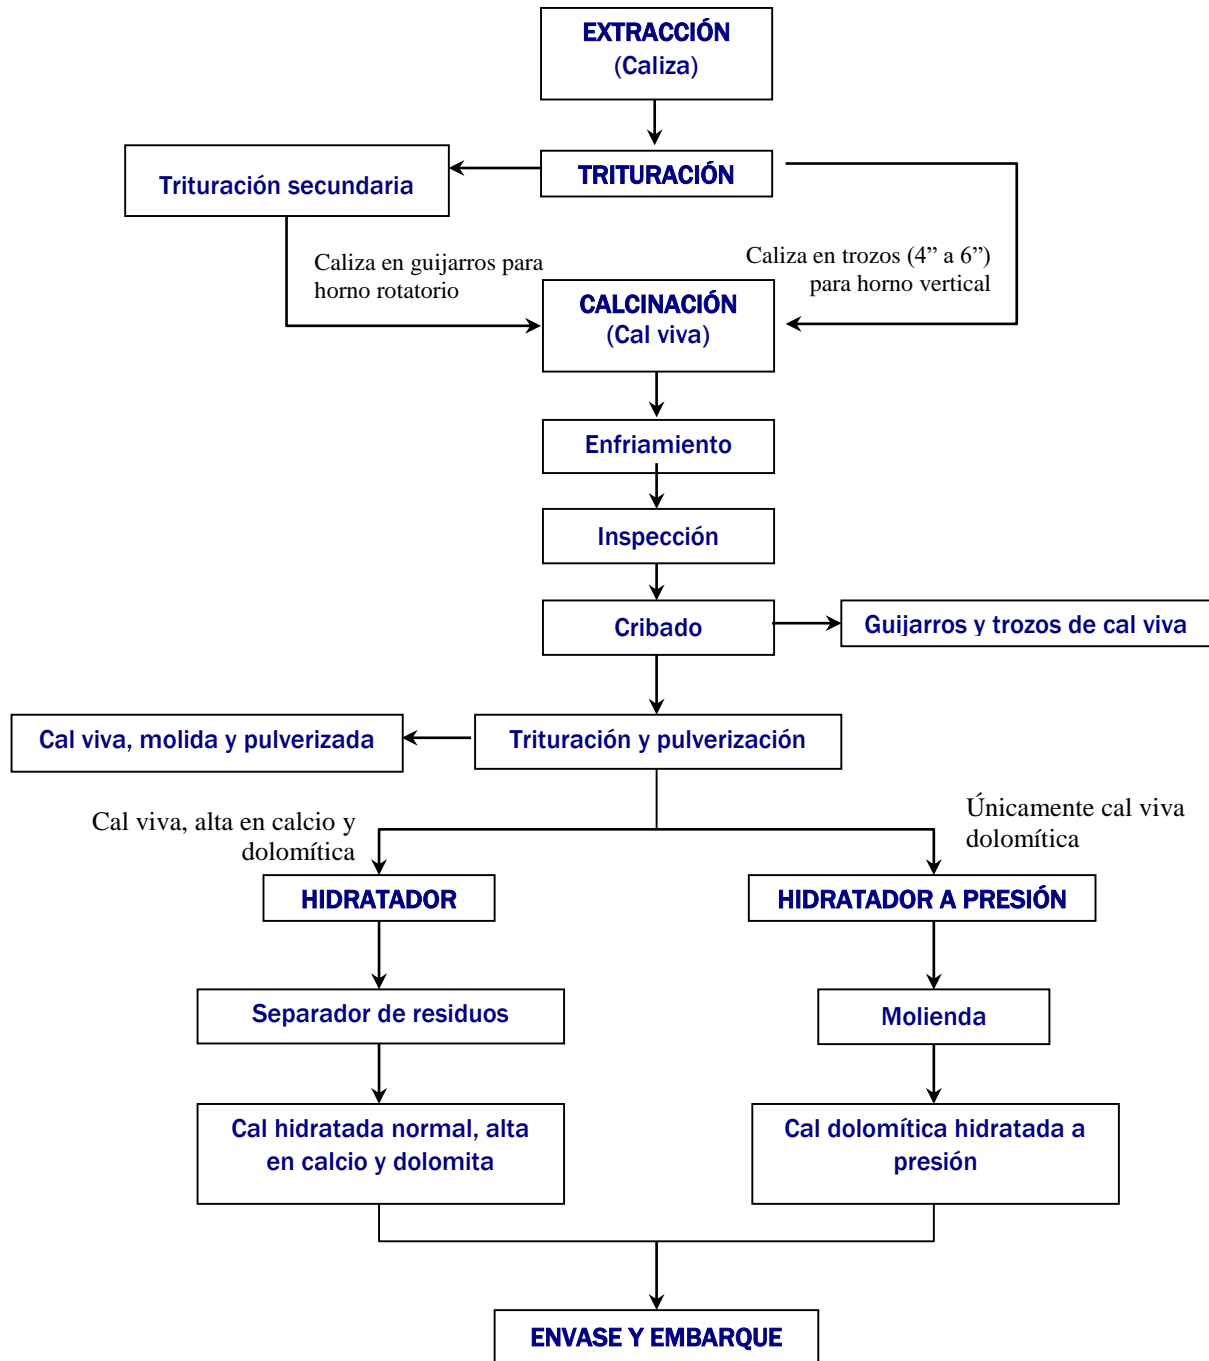 EXTRACCIÓN
(Caliza)
TRITURACIÓN
Trituración secundaria
Caliza en guijarros para
horno rotatorio
Caliza en trozos (4” a 6”)
para horno vertical
CALCINACIÓN
(Cal viva)
Enfriamiento
Inspección
Cribado
Guijarros y trozos de cal viva
Cal viva, molida y pulverizada
Trituración y pulverización
Cal viva, alta en calcio y
dolomítica
Únicamente cal viva
dolomítica
HIDRATADOR
HIDRATADOR A PRESIÓN
Separador de residuos
Molienda
Cal hidratada normal, alta
en calcio y dolomita
Cal dolomítica hidratada a
presión
ENVASE Y EMBARQUE